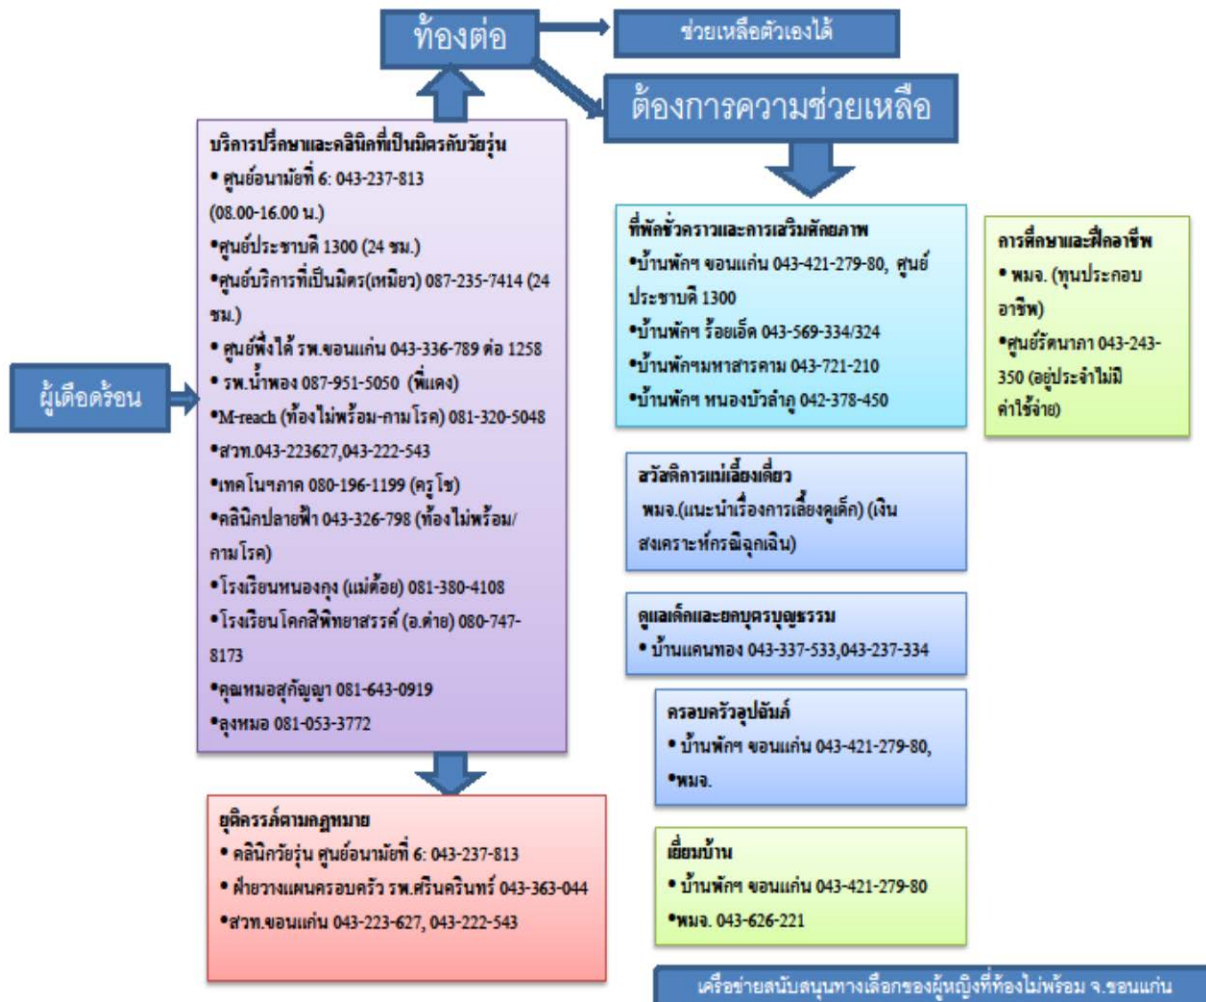 ท้องต่อ
ช่วยเหลือตัวเองได้
ต้องการความช่วยเหลือ
ผู้เดือดร้อน
บริการปรึกษาและคลินิกที่เป็นมิตรกับวัยรุ่น
• ศูนย์อนามัยที่ 6: 043-237-813
(08.00-16.00 น.)
•ศูนย์ประชาบดี 1300 (24 ชม.)
•ศูนย์บริการที่เป็นมิตร(เหมียว) 087-235-7414 (24
ชม.)
• ศูนย์พึ่งได้ รพ.ขอนแก่น 043-336-789 ต่อ 1258
• รพ.น้ำพอง 087-951-5050 (พี่แดง)
•M-reach (ท้องไม่พร้อม-กามโรค) 081-320-5048
•สวท.043-223627,043-222-543
•เทคโนฯภาค 080-196-1199 (ครูโช)
•คลินิกปลายฟ้า 043-326-798 (ท้องไม่พร้อม/
กามโรค)
•โรงเรียนหนองกุง (แม่ต้อย) 081-380-4108
•โรงเรียนโคกสีพิทยาสรรค์ (อ.ต่าย) 080-747-
8173
•คุณหมอสุกัญญา 081-643-0919
•ลุงหมอ 081-053-3772
ยุติครรภ์ตามกฎหมาย
• คลินิกวัยรุ่น ศูนย์อนามัยที่ 6: 043-237-813
• ฝ่ายวางแผนครอบครัว รพ.ศรีนครินทร์ 043-363-044
•สวท.ขอนแก่น 043-223-627, 043-222-543
ที่พักชั่วคราวและการเสริมศักยภาพ
•บ้านพักฯ ขอนแก่น 043-421-279-80, ศูนย์
ประชาบดี 1300
•บ้านพักฯ ร้อยเอ็ด 043-569-334/324
•บ้านพักฯมหาสารคาม 043-721-210
•บ้านพักฯ หนองบัวลำภู 042-378-450
การศึกษาและฝึกอาชีพ
• พมจ. (ทุนประกอบ
อาชีพ)
•ศูนย์รัตนาภา 043-243-
350 (อยู่ประจำไม่มี
ค่าใช้จ่าย)
สวัสดิการแม่เลี้ยงเดี่ยว
พมจ.(แนะนำเรื่องการเลี้ยงดูเด็ก) (เงิน
สงเคราะห์กรณีฉุกเฉิน)
ดูแลเด็กและยกบุตรบุญธรรม
• บ้านแคนทอง 043-337-533,043-237-334
ครอบครัวอุปถัมภ์
• บ้านพักฯ ขอนแก่น 043-421-279-80,
•พมจ.
เยี่ยมบ้าน
• บ้านพักฯ ขอนแก่น 043-421-279-80
•พมจ. 043-626-221
เครือข่ายสนับสนุนทางเลือกของผู้หญิงที่ท้องไม่พร้อม จ.ขอนแก่น